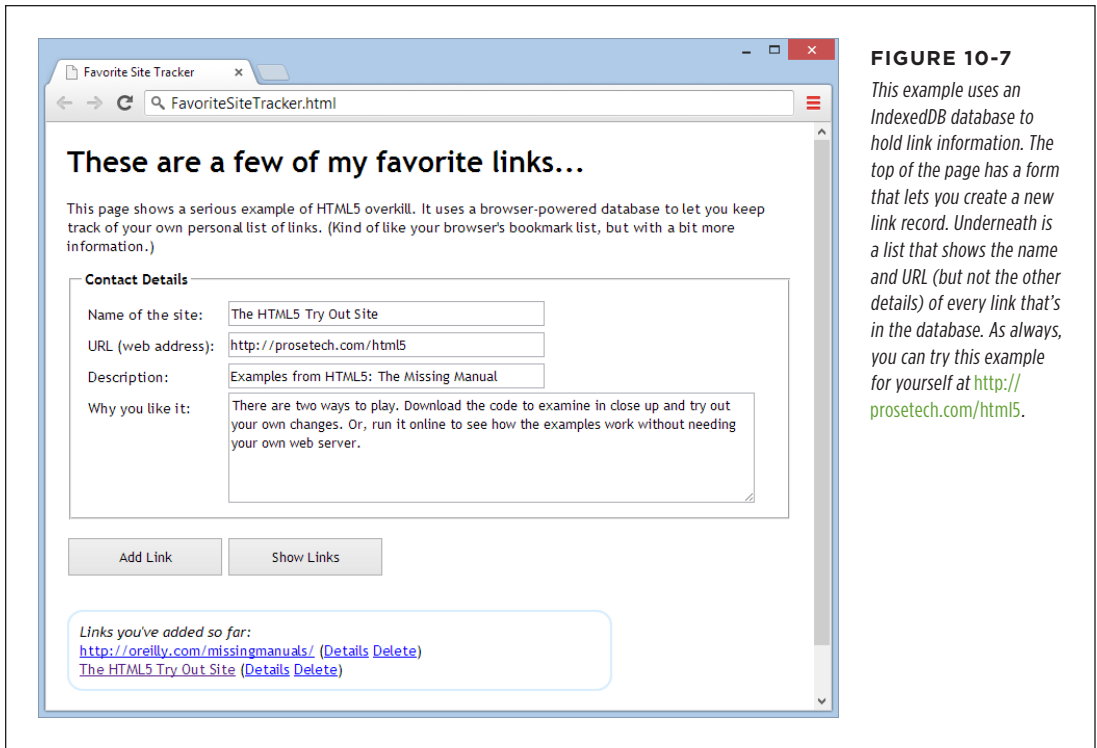 Favorite Site Tracker
FavoriteSiteTracker.html
These are a few of my favorite links...
This page shows a serious example of HTML5 overkill. It uses a browser-powered database to let you keep
track of your own personal list of links. (Kind of like your browser's bookmark list, but with a bit more
information.)
Contact Details
Name of the site: The HTML5 Try Out Site
URL (web address): http://prosetech.com/html5
Description: Examples from HTML5: The Missing Manual
Why you like it: There are two ways to play. Download the code to examine in close up and try out
your own changes. Or, run it online to see how the examples work without needing
your own web server.
Add Link Show Links
Links you've added so far:
http://oreilly.com/missingmanuals/ (Details Delete)
The HTML5 Try Out Site (Details Delete)
FIGURE 10-7
This example uses an
IndexedDB database to
hold link information. The
top of the page has a form
that lets you create a new
link record. Underneath is
a list that shows the name
and URL (but not the other
details) of every link that's
in the database. As always,
you can try this example
for yourself at http://
prosetech.com/html5.